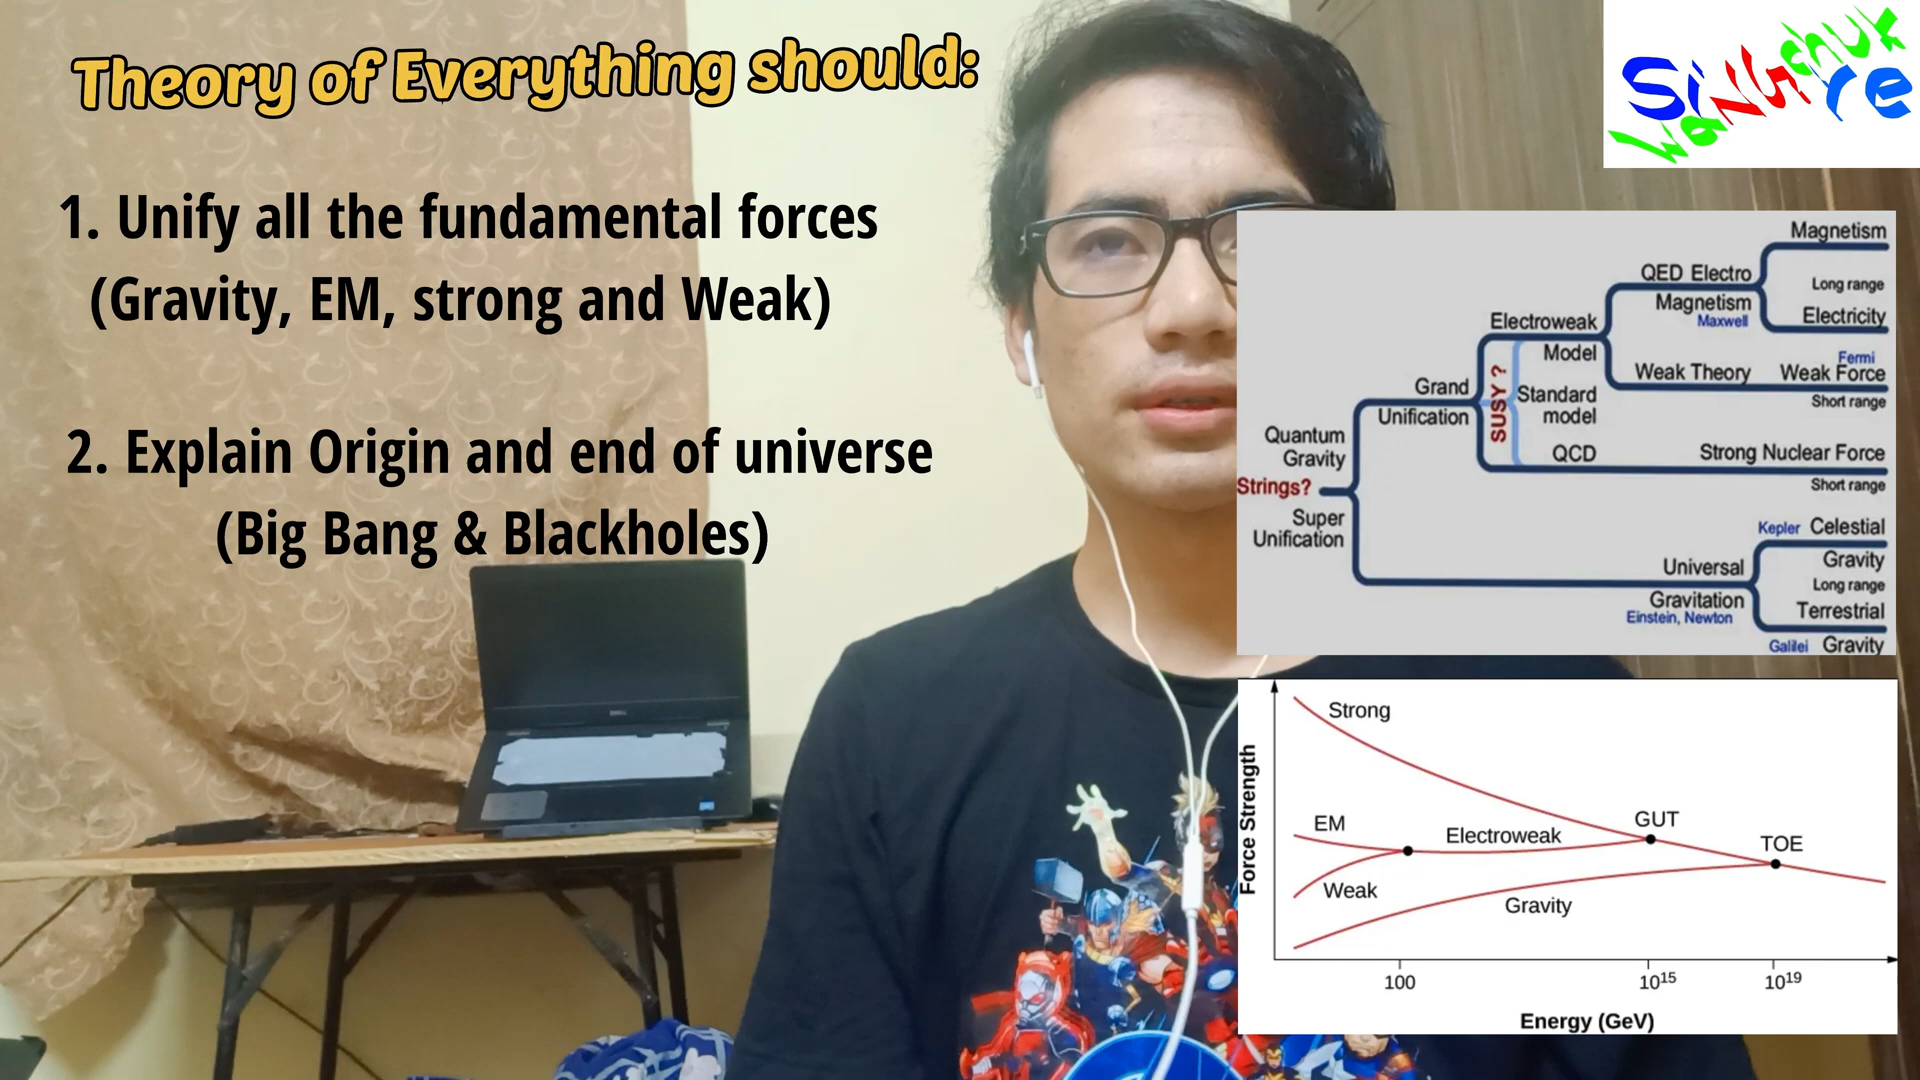 Theory of Everything should:
1. Unify all the fundamental forces
(Gravity, EM, strong and Weak)
2. Explain Origin and end of universe
(Big Bang & Blackholes)
Magnetism
QED Electro
Long range
Magnetism
Maxwell
Electricity
Electroweak
Model
Fermi
Weak Theory
Weak Force
Short range
Grand
Unification
SUSY ?
Standard
model
Quantum
Gravity
QCD
Strong Nuclear Force
Short range
Strings?
Super
Unification
Kepler Celestial
Gravity
Universal
Long range
Gravitation
Einstein, Newton
Terrestrial
Galilei Gravity
Strong
EM
Electroweak
GUT
TOE
Weak
Gravity
Force Strength
100
10¹⁵
10¹⁹
Energy (GeV)
DELL